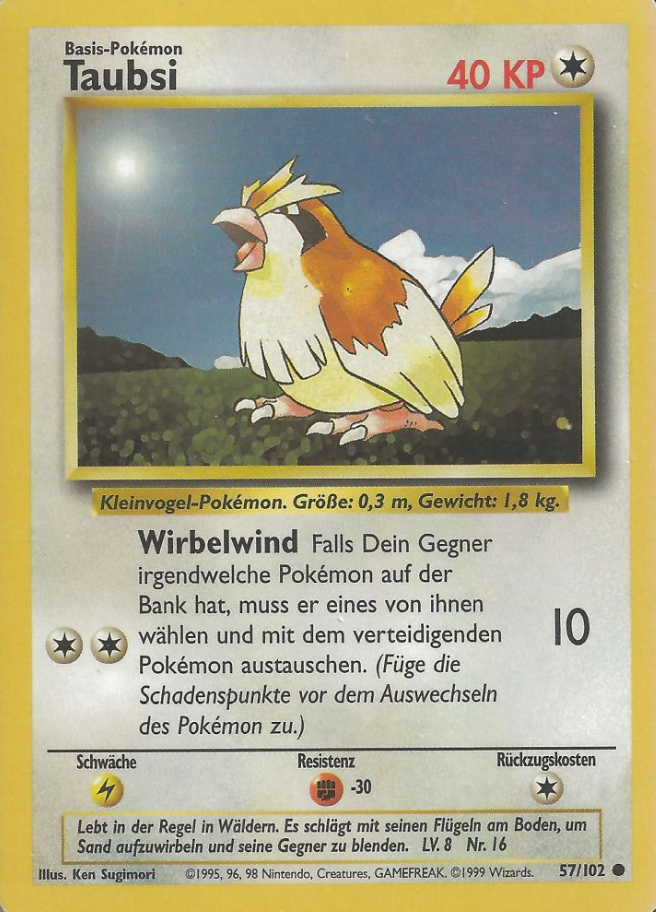 Basis-Pokémon
Taubsi
40 KP
Kleinvogel-Pokémon. Größe: 0,3 m, Gewicht: 1,8 kg.
Wirbelwind Falls Dein Gegner
irgendwelche Pokémon auf der
Bank hat, muss er eines von ihnen
wählen und mit dem verteidigenden
Pokémon austauschen. (Füge die
Schadenspunkte vor dem Auswechseln
des Pokémon zu.)
10
Schwäche Resistenz Rückzugskosten
-30
Lebt in der Regel in Wäldern. Es schlägt mit seinen Flügeln am Boden, um
Sand aufzuwirbeln und seine Gegner zu blenden. LV. 8 Nr. 16
Illus. Ken Sugimori ©1995, 96, 98 Nintendo, Creatures, GAMEFREAK. ©1999 Wizards. 57/102